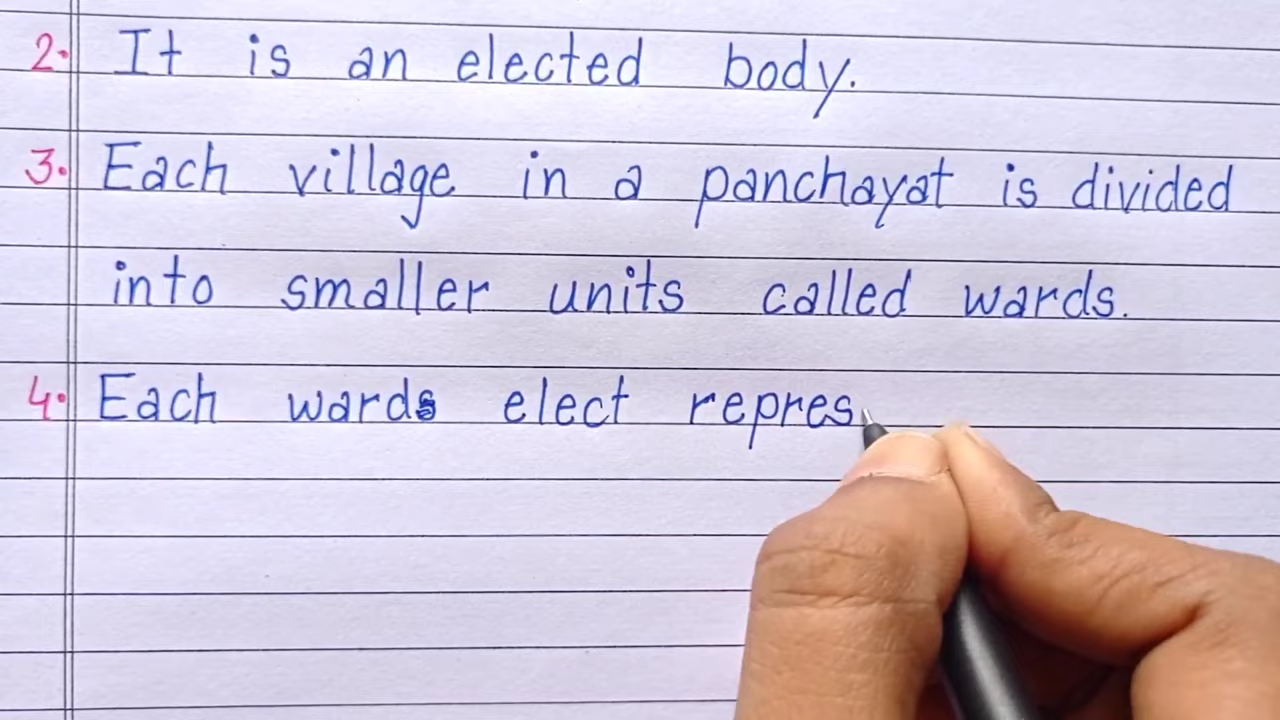 2. It is an elected body.
3. Each village in a panchayat is divided
into smaller units called wards.
4. Each wards elect repres